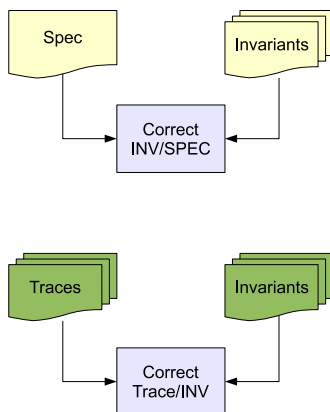 Spec
Invariants
Correct
INV/SPEC
Traces
Invariants
Correct
Trace/INV